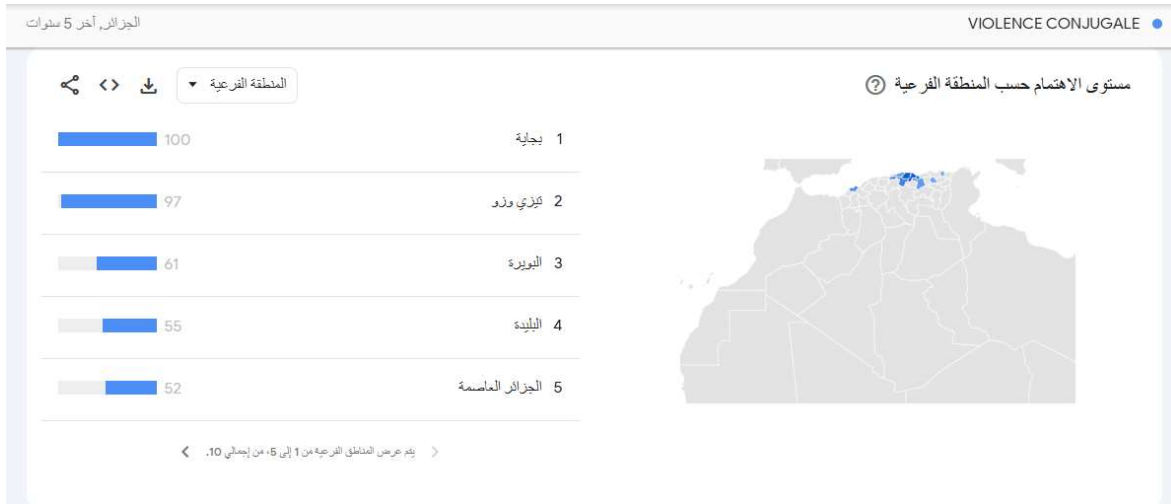 VIOLENCE CONJUGALE
الجزائر, آخر 5 سنوات
مستوى الاهتمام حسب المنطقة الفرعية
المنطقة الفرعية
1 بجاية 100
2 تيزي وزو 97
3 البويرة 61
4 البليدة 55
5 الجزائر العاصمة 52
يتم عرض المناطق الفرعية من 1 إلى 5، من إجمالي 10.